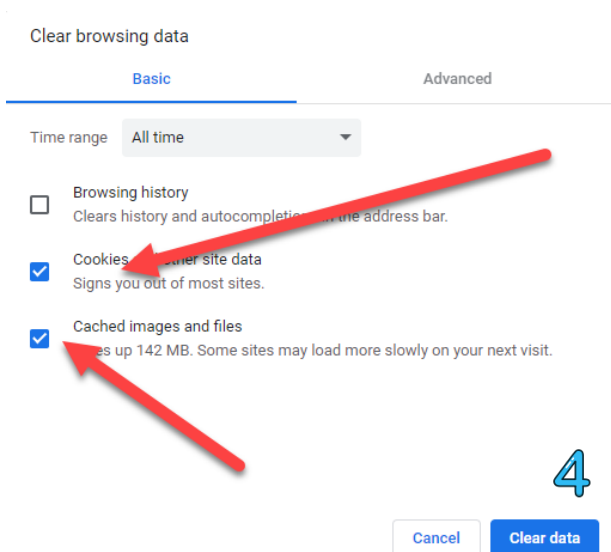 Clear browsing data
Basic
Advanced
Time range
All time
Browsing history
Clears history and autocompletion the address bar.
Cookies other site data
Signs you out of most sites.
Cached images and files
up 142 MB. Some sites may load more slowly on your next visit.
4
Cancel
Clear data